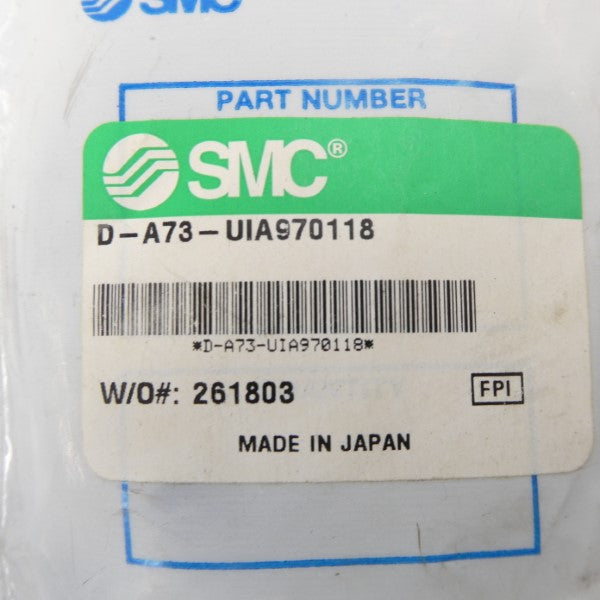 SMC
PART NUMBER
SMC®
D-A73-UIA970118
*D-A73-UIA970118*
W/O#: 261803
FPI
MADE IN JAPAN